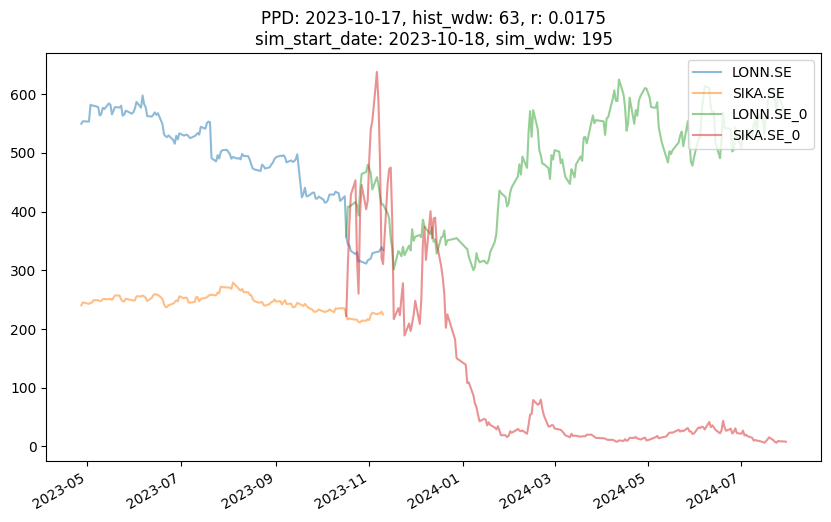 PPD: 2023-10-17, hist_wdw: 63, r: 0.0175
sim_start_date: 2023-10-18, sim_wdw: 195
LONN.SE
SIKA.SE
LONN.SE_0
SIKA.SE_0
600
500
400
300
200
100
0
2023-05
2023-07
2023-09
2023-11
2024-01
2024-03
2024-05
2024-07